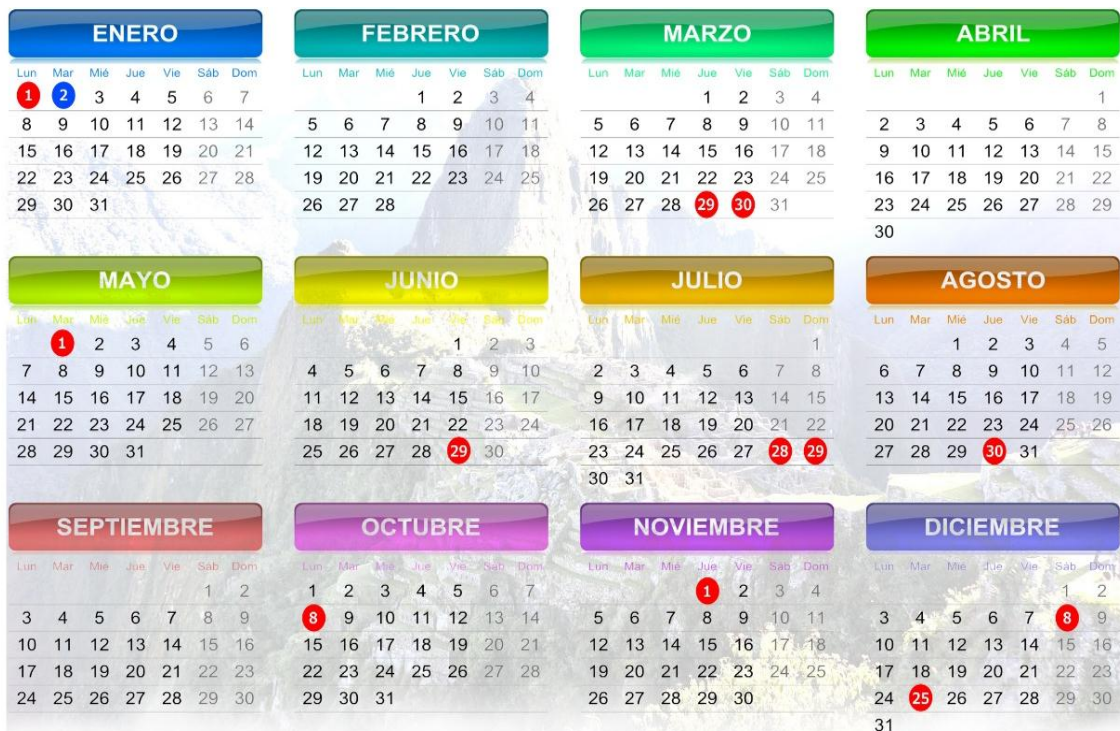 ENERO
Lun Mar Mié Jue Vie Sáb Dom
1 2 3 4 5 6 7
8 9 10 11 12 13 14
15 16 17 18 19 20 21
22 23 24 25 26 27 28
29 30 31
FEBRERO
Lun Mar Mié Jue Vie Sáb Dom
1 2 3 4
5 6 7 8 9 10 11
12 13 14 15 16 17 18
19 20 21 22 23 24 25
26 27 28
MARZO
Lun Mar Mié Jue Vie Sáb Dom
1 2 3 4
5 6 7 8 9 10 11
12 13 14 15 16 17 18
19 20 21 22 23 24 25
26 27 28 29 30 31
ABRIL
Lun Mar Mié Jue Vie Sáb Dom
1
2 3 4 5 6 7 8
9 10 11 12 13 14 15
16 17 18 19 20 21 22
23 24 25 26 27 28 29
30
MAYO
Lun Mar Mié Jue Vie Sáb Dom
1 2 3 4 5 6
7 8 9 10 11 12 13
14 15 16 17 18 19 20
21 22 23 24 25 26 27
28 29 30 31
JUNIO
Lun Mar Mié Jue Vie Sáb Dom
1 2 3
4 5 6 7 8 9 10
11 12 13 14 15 16 17
18 19 20 21 22 23 24
25 26 27 28 29 30
JULIO
Lun Mar Mié Jue Vie Sáb Dom
1
2 3 4 5 6 7 8
9 10 11 12 13 14 15
16 17 18 19 20 21 22
23 24 25 26 27 28 29
30 31
AGOSTO
Lun Mar Mié Jue Vie Sáb Dom
1 2 3 4 5
6 7 8 9 10 11 12
13 14 15 16 17 18 19
20 21 22 23 24 25 26
27 28 29 30 31
SEPTIEMBRE
Lun Mar Mié Jue Vie Sáb Dom
1 2
3 4 5 6 7 8 9
10 11 12 13 14 15 16
17 18 19 20 21 22 23
24 25 26 27 28 29 30
OCTUBRE
Lun Mar Mié Jue Vie Sáb Dom
1 2 3 4 5 6 7
8 9 10 11 12 13 14
15 16 17 18 19 20 21
22 23 24 25 26 27 28
29 30 31
NOVIEMBRE
Lun Mar Mié Jue Vie Sáb Dom
1 2 3 4
5 6 7 8 9 10 11
12 13 14 15 16 17 18
19 20 21 22 23 24 25
26 27 28 29 30
DICIEMBRE
Lun Mar Mié Jue Vie Sáb Dom
1 2
3 4 5 6 7 8 9
10 11 12 13 14 15 16
17 18 19 20 21 22 23
24 25 26 27 28 29 30
31